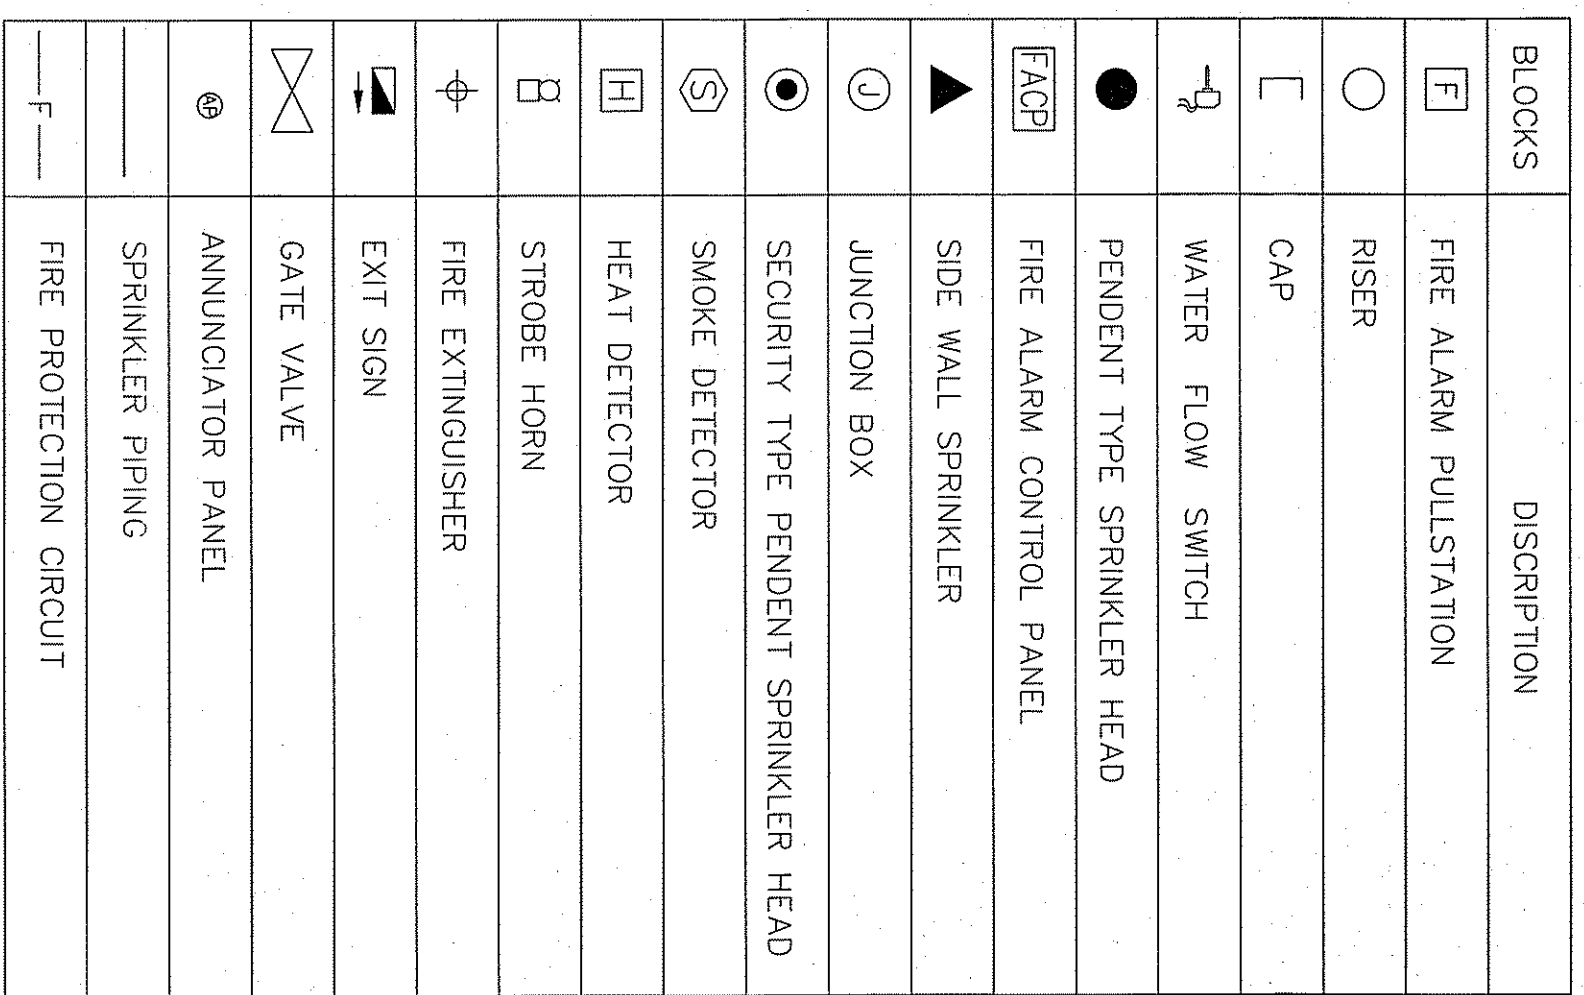 BLOCKS DISCRIPTION
F FIRE ALARM PULLSTATION
RISER
CAP
WATER FLOW SWITCH
PENDENT TYPE SPRINKLER HEAD
FACP FIRE ALARM CONTROL PANEL
SIDE WALL SPRINKLER
J JUNCTION BOX
SECURITY TYPE PENDENT SPRINKLER HEAD
S SMOKE DETECTOR
H HEAT DETECTOR
STROBE HORN
FIRE EXTINGUISHER
EXIT SIGN
GATE VALVE
AP ANNUNCIATOR PANEL
SPRINKLER PIPING
F FIRE PROTECTION CIRCUIT